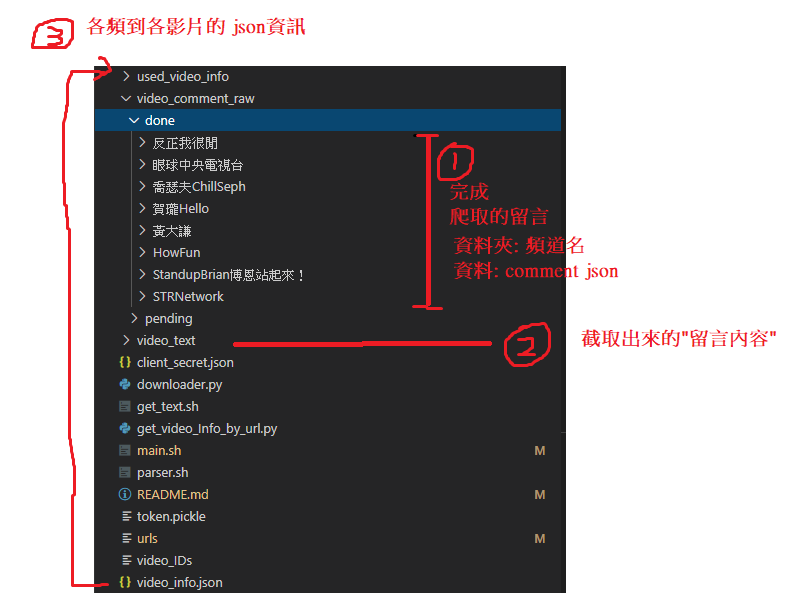 3 各頻到各影片的 json資訊
used_video_info
video_comment_raw
done
反正我很閒
眼球中央電視台
喬瑟夫ChillSeph
賀瓏Hello
黃大謙
HowFun
StandupBrian博恩站起來！
STRNetwork
1
完成
爬取的留言
資料夾: 頻道名
資料: comment json
pending
video_text
2 截取出來的"留言內容"
client_secret.json
downloader.py
get_text.sh
get_video_Info_by_url.py
main.sh M
parser.sh
README.md M
token.pickle
urls M
video_IDs
video_info.json